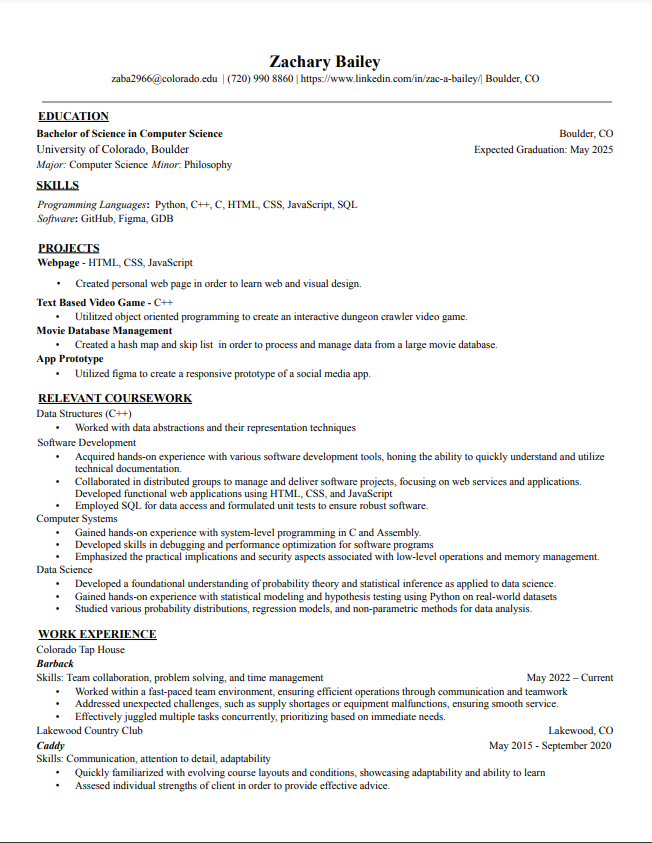 Zachary Bailey
zaba2966@colorado.edu | (720) 990 8860 | https://www.linkedin.com/in/zac-a-bailey/| Boulder, CO
EDUCATION
Bachelor of Science in Computer Science Boulder, CO
University of Colorado, Boulder Expected Graduation: May 2025
Major: Computer Science Minor: Philosophy
SKILLS
Programming Languages: Python, C++, C, HTML, CSS, JavaScript, SQL
Software: GitHub, Figma, GDB
PROJECTS
Webpage - HTML, CSS, JavaScript
• Created personal web page in order to learn web and visual design.
Text Based Video Game - C++
• Utilitzed object oriented programming to create an interactive dungeon crawler video game.
Movie Database Management
• Created a hash map and skip list in order to process and manage data from a large movie database.
App Prototype
• Utilized figma to create a responsive prototype of a social media app.
RELEVANT COURSEWORK
Data Structures (C++)
• Worked with data abstractions and their representation techniques
Software Development
• Acquired hands-on experience with various software development tools, honing the ability to quickly understand and utilize
technical documentation.
• Collaborated in distributed groups to manage and deliver software projects, focusing on web services and applications.
Developed functional web applications using HTML, CSS, and JavaScript
• Employed SQL for data access and formulated unit tests to ensure robust software.
Computer Systems
• Gained hands-on experience with system-level programming in C and Assembly.
• Developed skills in debugging and performance optimization for software programs
• Emphasized the practical implications and security aspects associated with low-level operations and memory management.
Data Science
• Developed a foundational understanding of probability theory and statistical inference as applied to data science.
• Gained hands-on experience with statistical modeling and hypothesis testing using Python on real-world datasets
• Studied various probability distributions, regression models, and non-parametric methods for data analysis.
WORK EXPERIENCE
Colorado Tap House
Barback
Skills: Team collaboration, problem solving, and time management May 2022 – Current
• Worked within a fast-paced team environment, ensuring efficient operations through communication and teamwork
• Addressed unexpected challenges, such as supply shortages or equipment malfunctions, ensuring smooth service.
• Effectively juggled multiple tasks concurrently, prioritizing based on immediate needs.
Lakewood Country Club Lakewood, CO
Caddy May 2015 - September 2020
Skills: Communication, attention to detail, adaptability
• Quickly familiarized with evolving course layouts and conditions, showcasing adaptability and ability to learn
• Assesed individual strengths of client in order to provide effective advice.